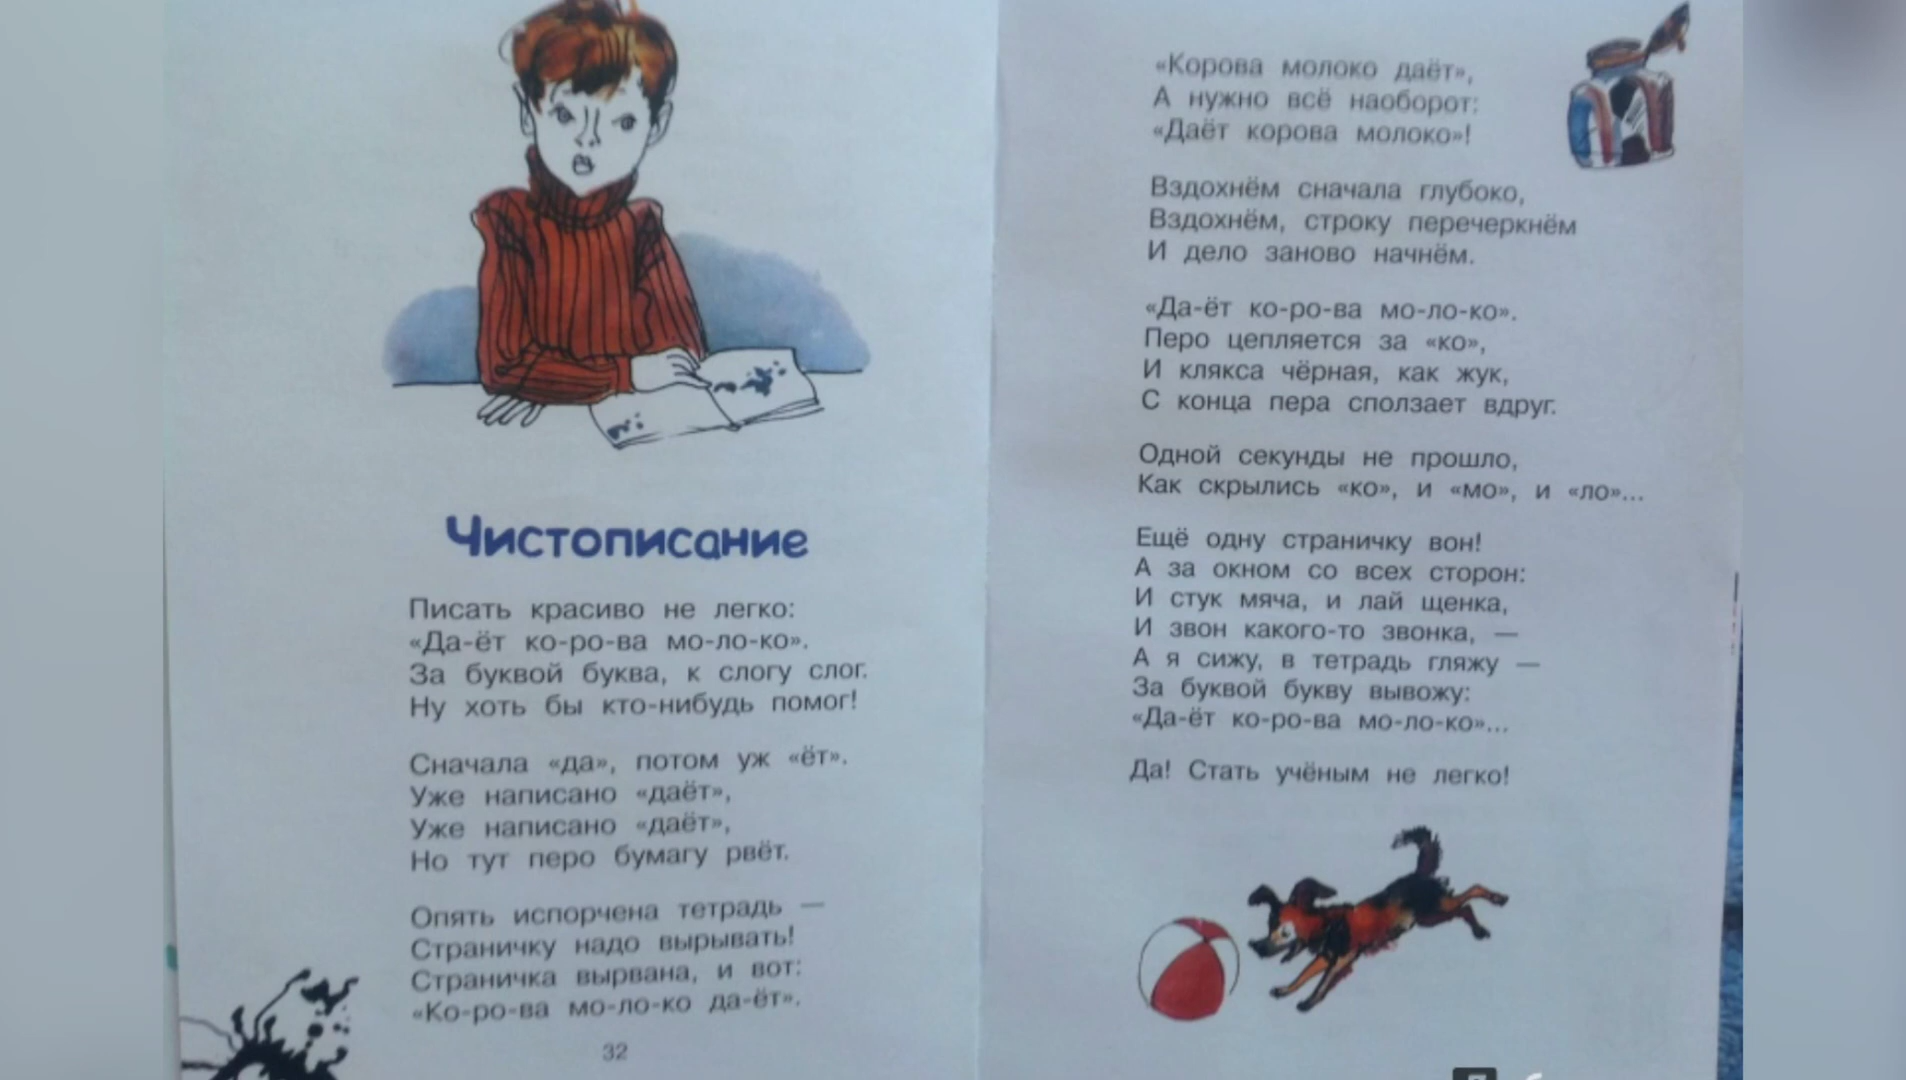 Чистописание
Писать красиво не легко:
«Да-ёт ко-ро-ва мо-ло-ко».
За буквой буква, к слогу слог.
Ну хоть бы кто-нибудь помог!
Сначала «да», потом уж «ёт».
Уже написано «даёт»,
Уже написано «даёт»,
Но тут перо бумагу рвёт.
Опять испорчена тетрадь —
Страничку надо вырывать!
Страничка вырвана, и вот:
«Ко-ро-ва мо-ло-ко да-ёт».
32
«Корова молоко даёт»,
А нужно всё наоборот:
«Даёт корова молоко»!
Вздохнём сначала глубоко,
Вздохнём, строку перечеркнём
И дело заново начнём.
«Да-ёт ко-ро-ва мо-ло-ко».
Перо цепляется за «ко»,
И клякса чёрная, как жук,
С конца пера сползает вдруг.
Одной секунды не прошло,
Как скрылись «ко», и «мо», и «ло»...
Ещё одну страничку вон!
А за окном со всех сторон:
И стук мяча, и лай щенка,
И звон какого-то звонка, —
А я сижу, в тетрадь гляжу —
За буквой букву вывожу:
«Да-ёт ко-ро-ва мо-ло-ко»...
Да! Стать учёным не легко!